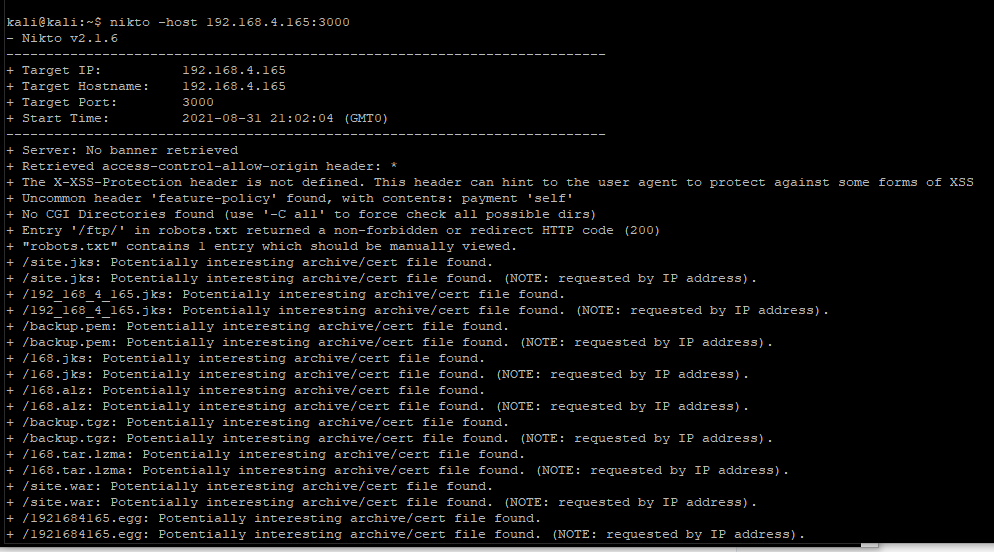 kali@kali:~$ nikto -host 192.168.4.165:3000
- Nikto v2.1.6
---------------------------------------------------------------------------
+ Target IP:          192.168.4.165
+ Target Hostname:    192.168.4.165
+ Target Port:        3000
+ Start Time:         2021-08-31 21:02:04 (GMT0)
---------------------------------------------------------------------------
+ Server: No banner retrieved
+ Retrieved access-control-allow-origin header: *
+ The X-XSS-Protection header is not defined. This header can hint to the user agent to protect against some forms of XSS
+ Uncommon header 'feature-policy' found, with contents: payment 'self'
+ No CGI Directories found (use '-C all' to force check all possible dirs)
+ Entry '/ftp/' in robots.txt returned a non-forbidden or redirect HTTP code (200)
+ "robots.txt" contains 1 entry which should be manually viewed.
+ /site.jks: Potentially interesting archive/cert file found.
+ /site.jks: Potentially interesting archive/cert file found. (NOTE: requested by IP address).
+ /192_168_4_165.jks: Potentially interesting archive/cert file found.
+ /192_168_4_165.jks: Potentially interesting archive/cert file found. (NOTE: requested by IP address).
+ /backup.pem: Potentially interesting archive/cert file found.
+ /backup.pem: Potentially interesting archive/cert file found. (NOTE: requested by IP address).
+ /168.jks: Potentially interesting archive/cert file found.
+ /168.jks: Potentially interesting archive/cert file found. (NOTE: requested by IP address).
+ /168.alz: Potentially interesting archive/cert file found.
+ /168.alz: Potentially interesting archive/cert file found. (NOTE: requested by IP address).
+ /backup.tgz: Potentially interesting archive/cert file found.
+ /backup.tgz: Potentially interesting archive/cert file found. (NOTE: requested by IP address).
+ /168.tar.lzma: Potentially interesting archive/cert file found.
+ /168.tar.lzma: Potentially interesting archive/cert file found. (NOTE: requested by IP address).
+ /site.war: Potentially interesting archive/cert file found.
+ /site.war: Potentially interesting archive/cert file found. (NOTE: requested by IP address).
+ /1921684165.egg: Potentially interesting archive/cert file found.
+ /1921684165.egg: Potentially interesting archive/cert file found. (NOTE: requested by IP address).